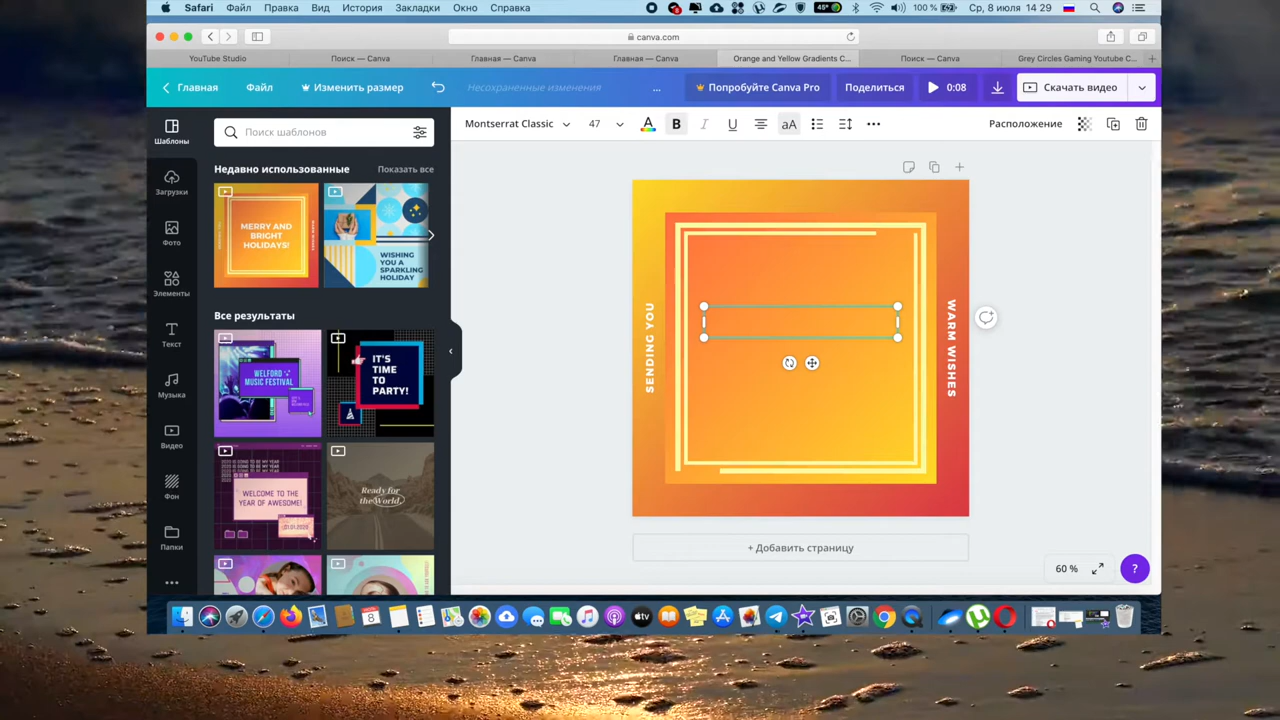 Safari Файл Правка Вид История Закладки Окно Справка 45° 100 % Ср, 8 июля 14 29
canva.com
YouTube Studio Поиск — Canva Главная — Canva Главная — Canva Orange and Yellow Gradients C... Поиск — Canva Grey Circles Gaming Youtube C...
Главная Файл Изменить размер Несохраненные изменения ... Попробуйте Canva Pro Поделиться 0:08 Скачать видео
Шаблоны
Загрузки
Фото
Элементы
Текст
Музыка
Видео
Фон
Папки
Поиск шаблонов
Недавно использованные Показать все
MERRY AND
BRIGHT
HOLIDAYS!
WISHING
YOU A
SPARKLING
HOLIDAY
Все результаты
WELFORD
MUSIC FESTIVAL
IT'S
TIME
TO
PARTY!
WELCOME TO THE
YEAR OF AWESOME!
01.01.2020
Ready for
the World.
Montserrat Classic 47 A B I U aA Расположение
SENDING YOU
WARM WISHES
+ Добавить страницу
60 % ?